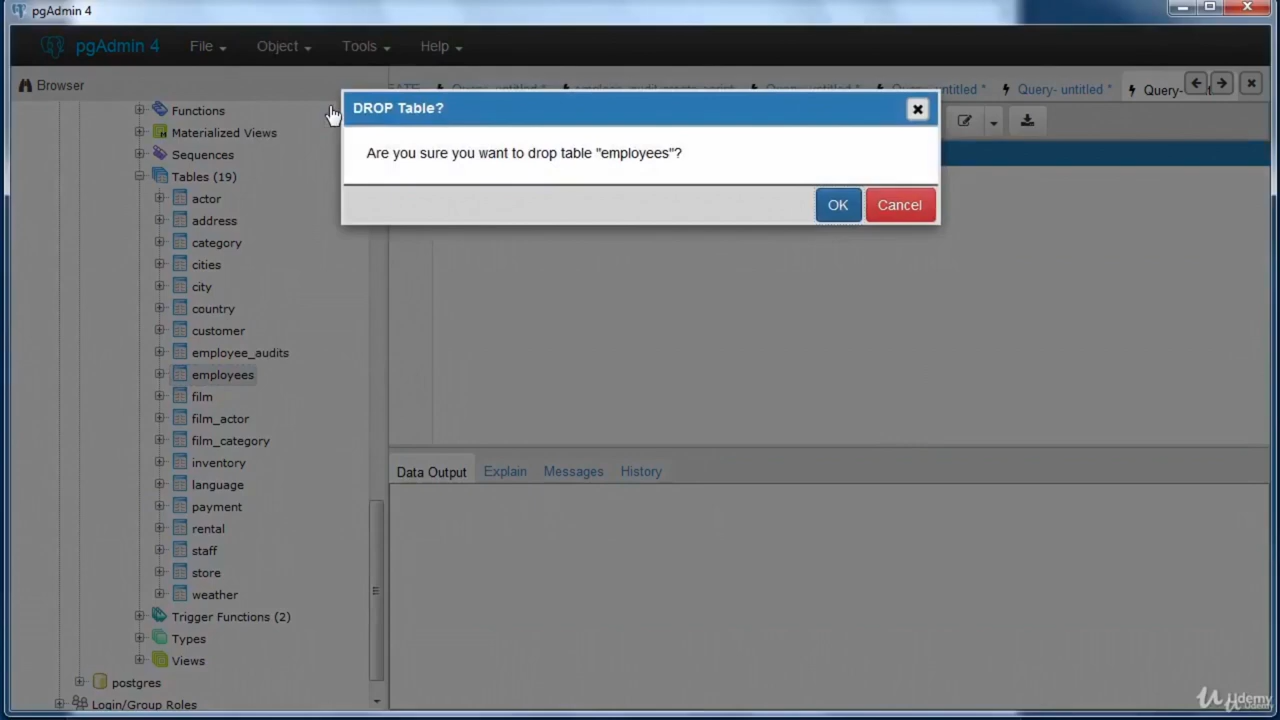 pgAdmin 4
pgAdmin 4 File Object Tools Help
Browser
Query- untitled *
Query-
Functions
Materialized Views
Sequences
Tables (19)
actor
address
category
cities
city
country
customer
employee_audits
employees
film
film_actor
film_category
inventory
language
payment
rental
staff
store
weather
Trigger Functions (2)
Types
Views
postgres
Login/Group Roles
DROP Table?
Are you sure you want to drop table "employees"?
OK Cancel
Data Output Explain Messages History
Udemy